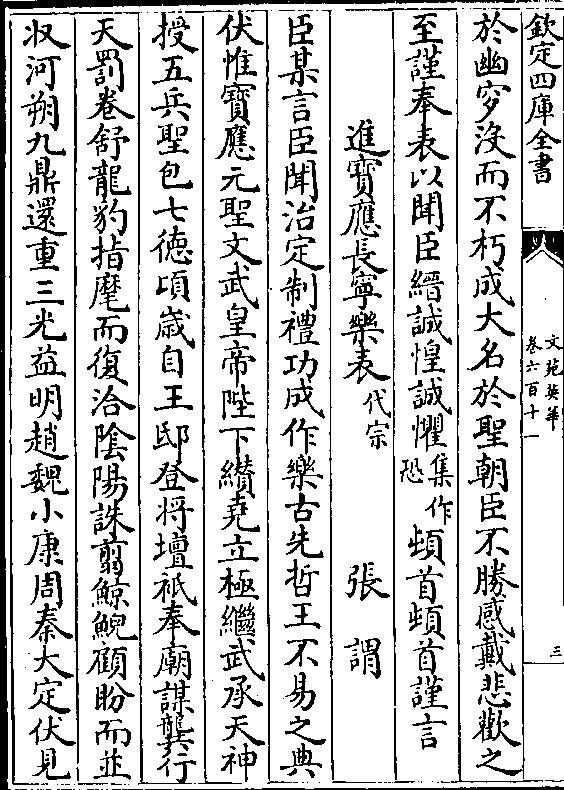 欽定四庫全書
文苑英華
卷六百十一
三
於幽穸沒而不朽成大名於聖朝臣不勝感戴悲歡之
至謹奉表以聞臣縉誠惶誠懼集作恐頓首頓首謹言
進寶應長寧樂表代宗 張謂
臣某言臣聞治定制禮功成作樂古先哲王不易之典
伏惟寶應元聖文武皇帝陛下纘堯立極繼武承天神
授五兵聖包七徳頃嵗自王邸登將壇祇奉廟謀龔行
天罰卷舒龍豹指麾而復洽隂陽誅翦鯨鯢顧盼而並
収河朔九鼎還重三光益明趙魏小康周秦大定伏見